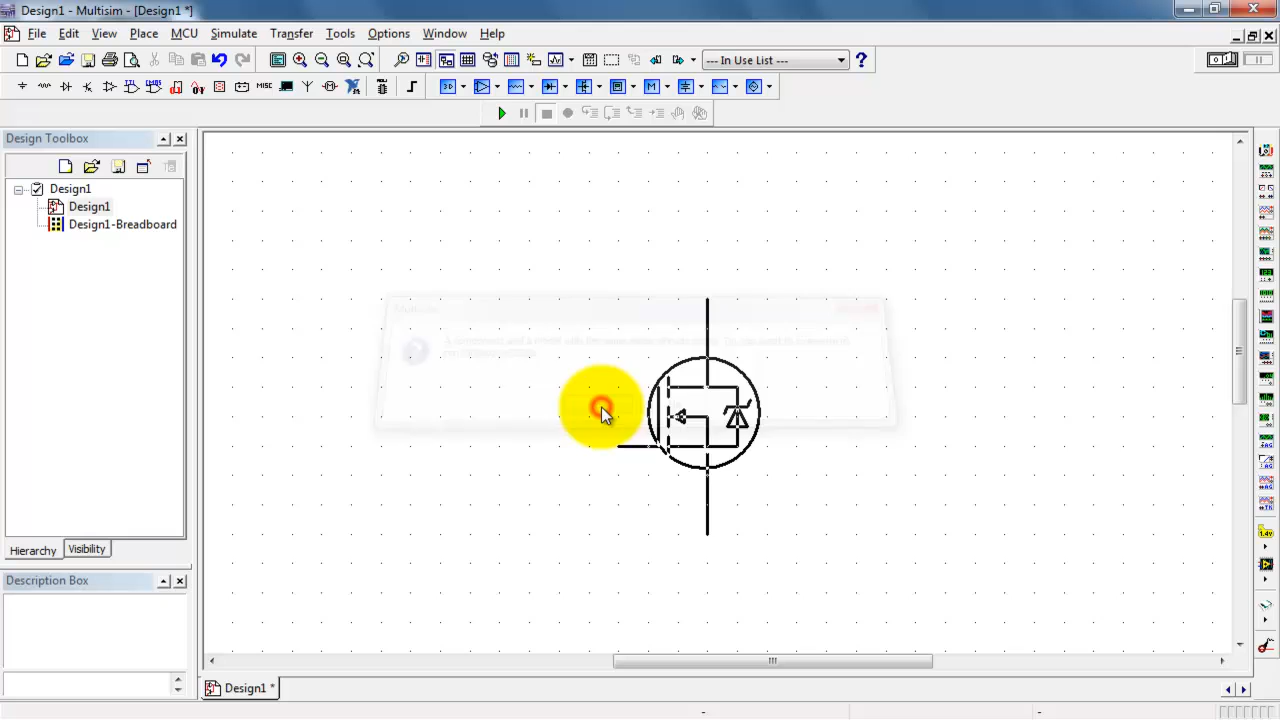 Design1 - Multisim - [Design1 *]
File Edit View Place MCU Simulate Transfer Tools Options Window Help
--- In Use List ---
MISC
Design Toolbox
Design1
Design1
Design1-Breadboard
Hierarchy Visibility
Description Box
Design1 *
- -